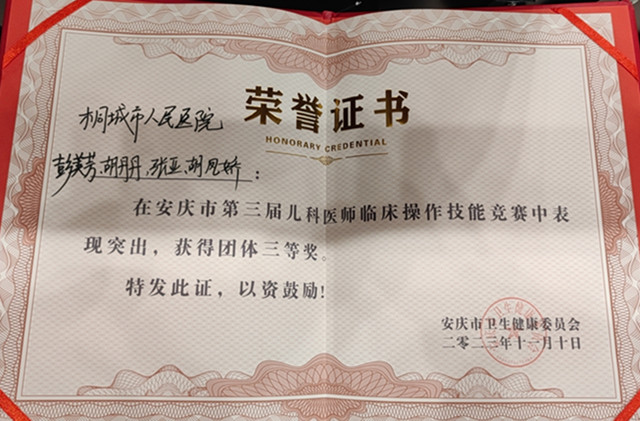 荣誉证书
HONORARY CREDENTIAL
桐城市人民医院
彭美芳、胡丹丹、张亚、胡凤娇:
在安庆市第三届儿科医师临床操作技能竞赛中表
现突出，获得团体三等奖。
特发此证，以资鼓励!
安庆市卫生健康委员会
二零二三年十一月十日